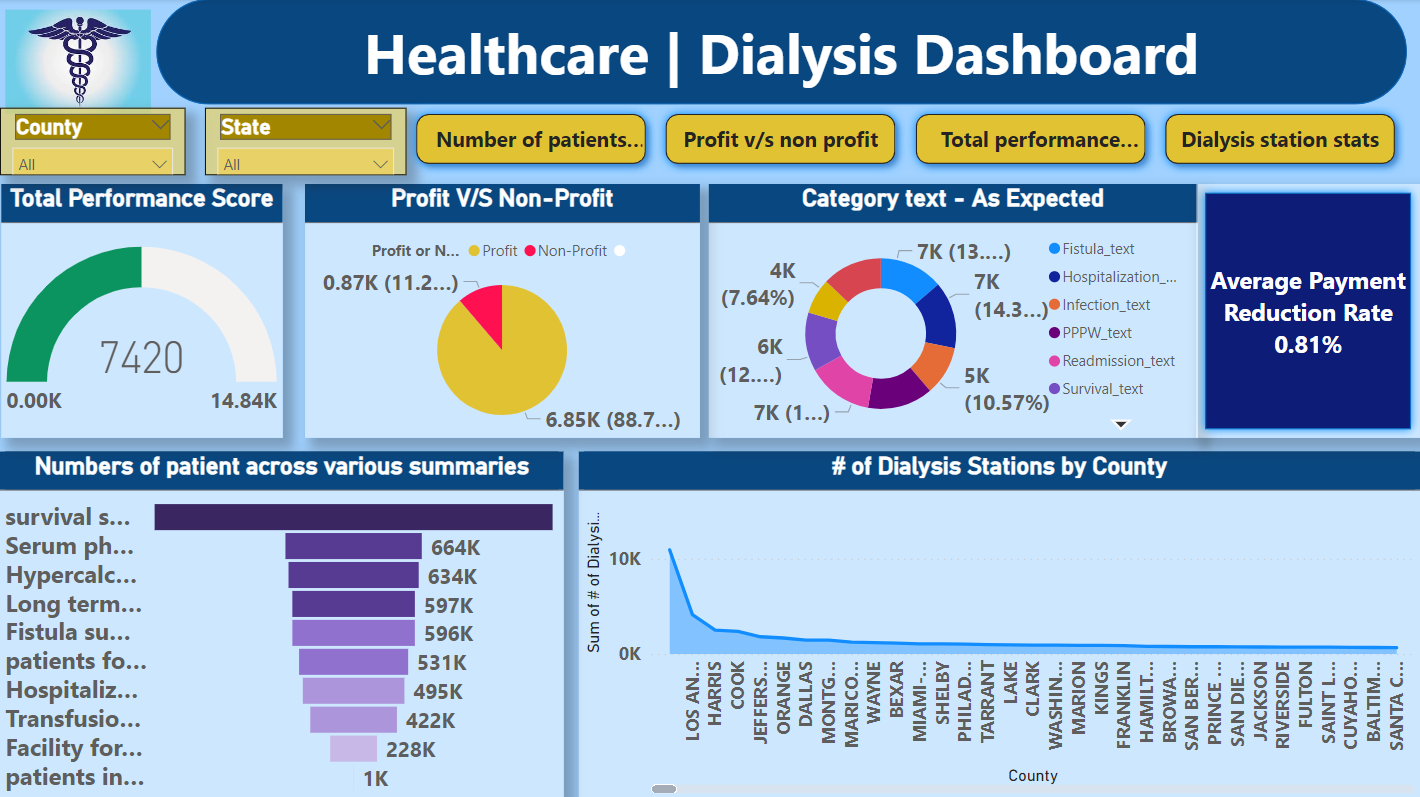 Healthcare | Dialysis Dashboard
County
All
State
All
Number of patients...
Profit v/s non profit
Total performance...
Dialysis station stats
Total Performance Score
7420
0.00K
14.84K
Profit V/S Non-Profit
Profit or N...
Profit
Non-Profit
0.87K (11.2...)
6.85K (88.7...)
Category text - As Expected
7K (13....)
7K
(14.3...)
5K
(10.57%)
7K (1...)
6K
(12....)
4K
(7.64%)
Fistula_text
Hospitalization_...
Infection_text
PPPW_text
Readmission_text
Survival_text
Average Payment
Reduction Rate
0.81%
Numbers of patient across various summaries
survival s...
Serum ph...
664K
Hypercalc...
634K
Long term...
597K
Fistula su...
596K
patients fo...
531K
Hospitaliz...
495K
Transfusio...
422K
Facility for...
228K
patients in...
1K
# of Dialysis Stations by County
Sum of # of Dialysi...
10K
0K
LOS AN...
HARRIS
COOK
JEFFERS...
ORANGE
DALLAS
MONTG...
MARICO...
WAYNE
BEXAR
MIAMI-...
SHELBY
PHILAD...
TARRANT
LAKE
CLARK
WASHIN...
MARION
KINGS
FRANKLIN
HAMILT...
BROWA...
SAN BER...
PRINCE ...
SAN DIE...
JACKSON
RIVERSIDE
FULTON
SAINT L...
CUYAHO...
BALTIM...
SANTA C...
County